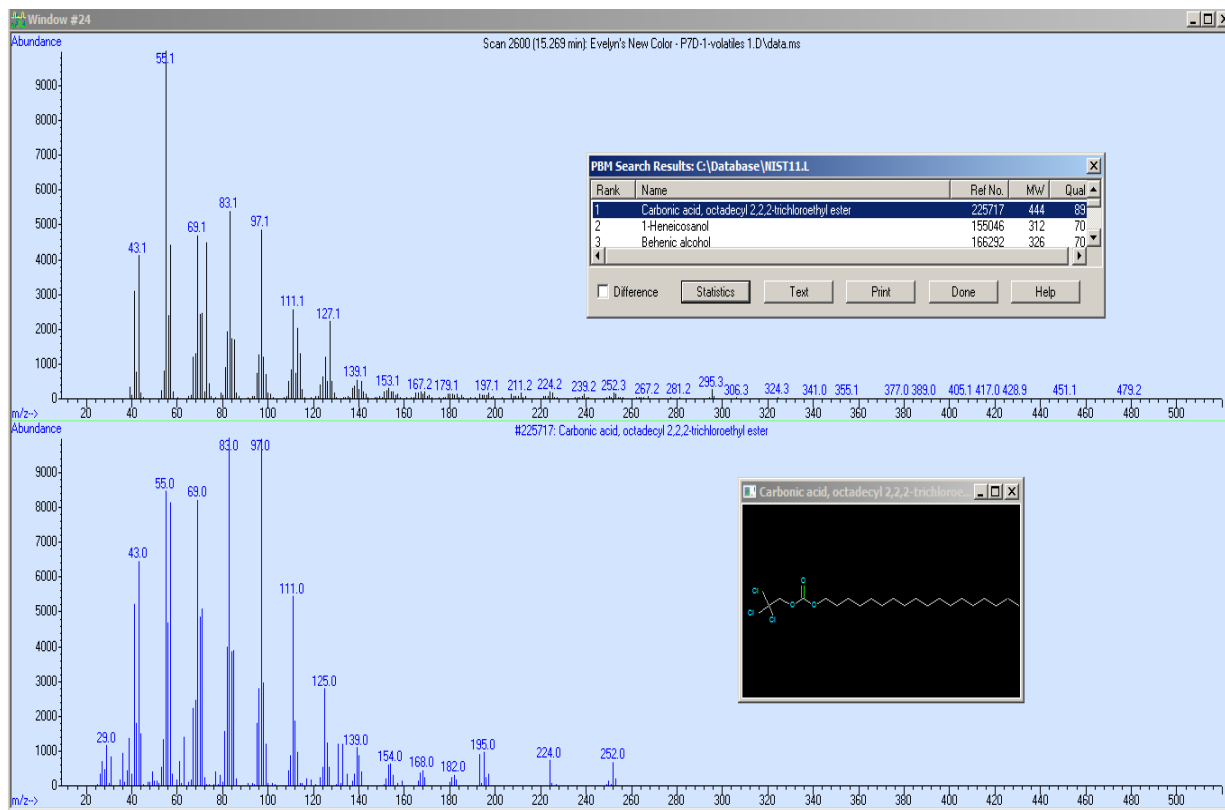 Window #24
Abundance
Scan 2600 (15.269 min): Evelyn's New Color - P7D-1-volatiles 1.D\data.ms
55.1
9000
8000
7000
6000
83.1
5000
69.1
97.1
43.1
4000
3000
111.1
127.1
2000
1000
139.1
153.1
167.2
179.1
197.1
211.2
224.2
239.2
252.3
267.2
281.2
295.3
306.3
324.3
341.0
355.1
377.0
389.0
405.1
417.0
428.9
451.1
479.2
0
m/z-->
20 40 60 80 100 120 140 160 180 200 220 240 260 280 300 320 340 360 380 400 420 440 460 480 500
PBM Search Results: C:\Database\NIST11.L
Rank Name Ref No. MW Qual
1 Carbonic acid, octadecyl 2,2,2-trichloroethyl ester 225717 444 89
2 1-Heneicosanol 155046 312 70
3 Behenic alcohol 166292 326 70
Difference Statistics Text Print Done Help
Abundance
#225717: Carbonic acid, octadecyl 2,2,2-trichloroethyl ester
83.0
97.0
9000
55.0
69.0
8000
7000
43.0
6000
111.0
5000
4000
3000
125.0
2000
29.0
1000
139.0
154.0
168.0
182.0
195.0
224.0
252.0
0
m/z-->
20 40 60 80 100 120 140 160 180 200 220 240 260 280 300 320 340 360 380 400 420 440 460 480 500
Carbonic acid, octadecyl 2,2,2-trichloroe...
Cl
Cl
Cl
O
O
O